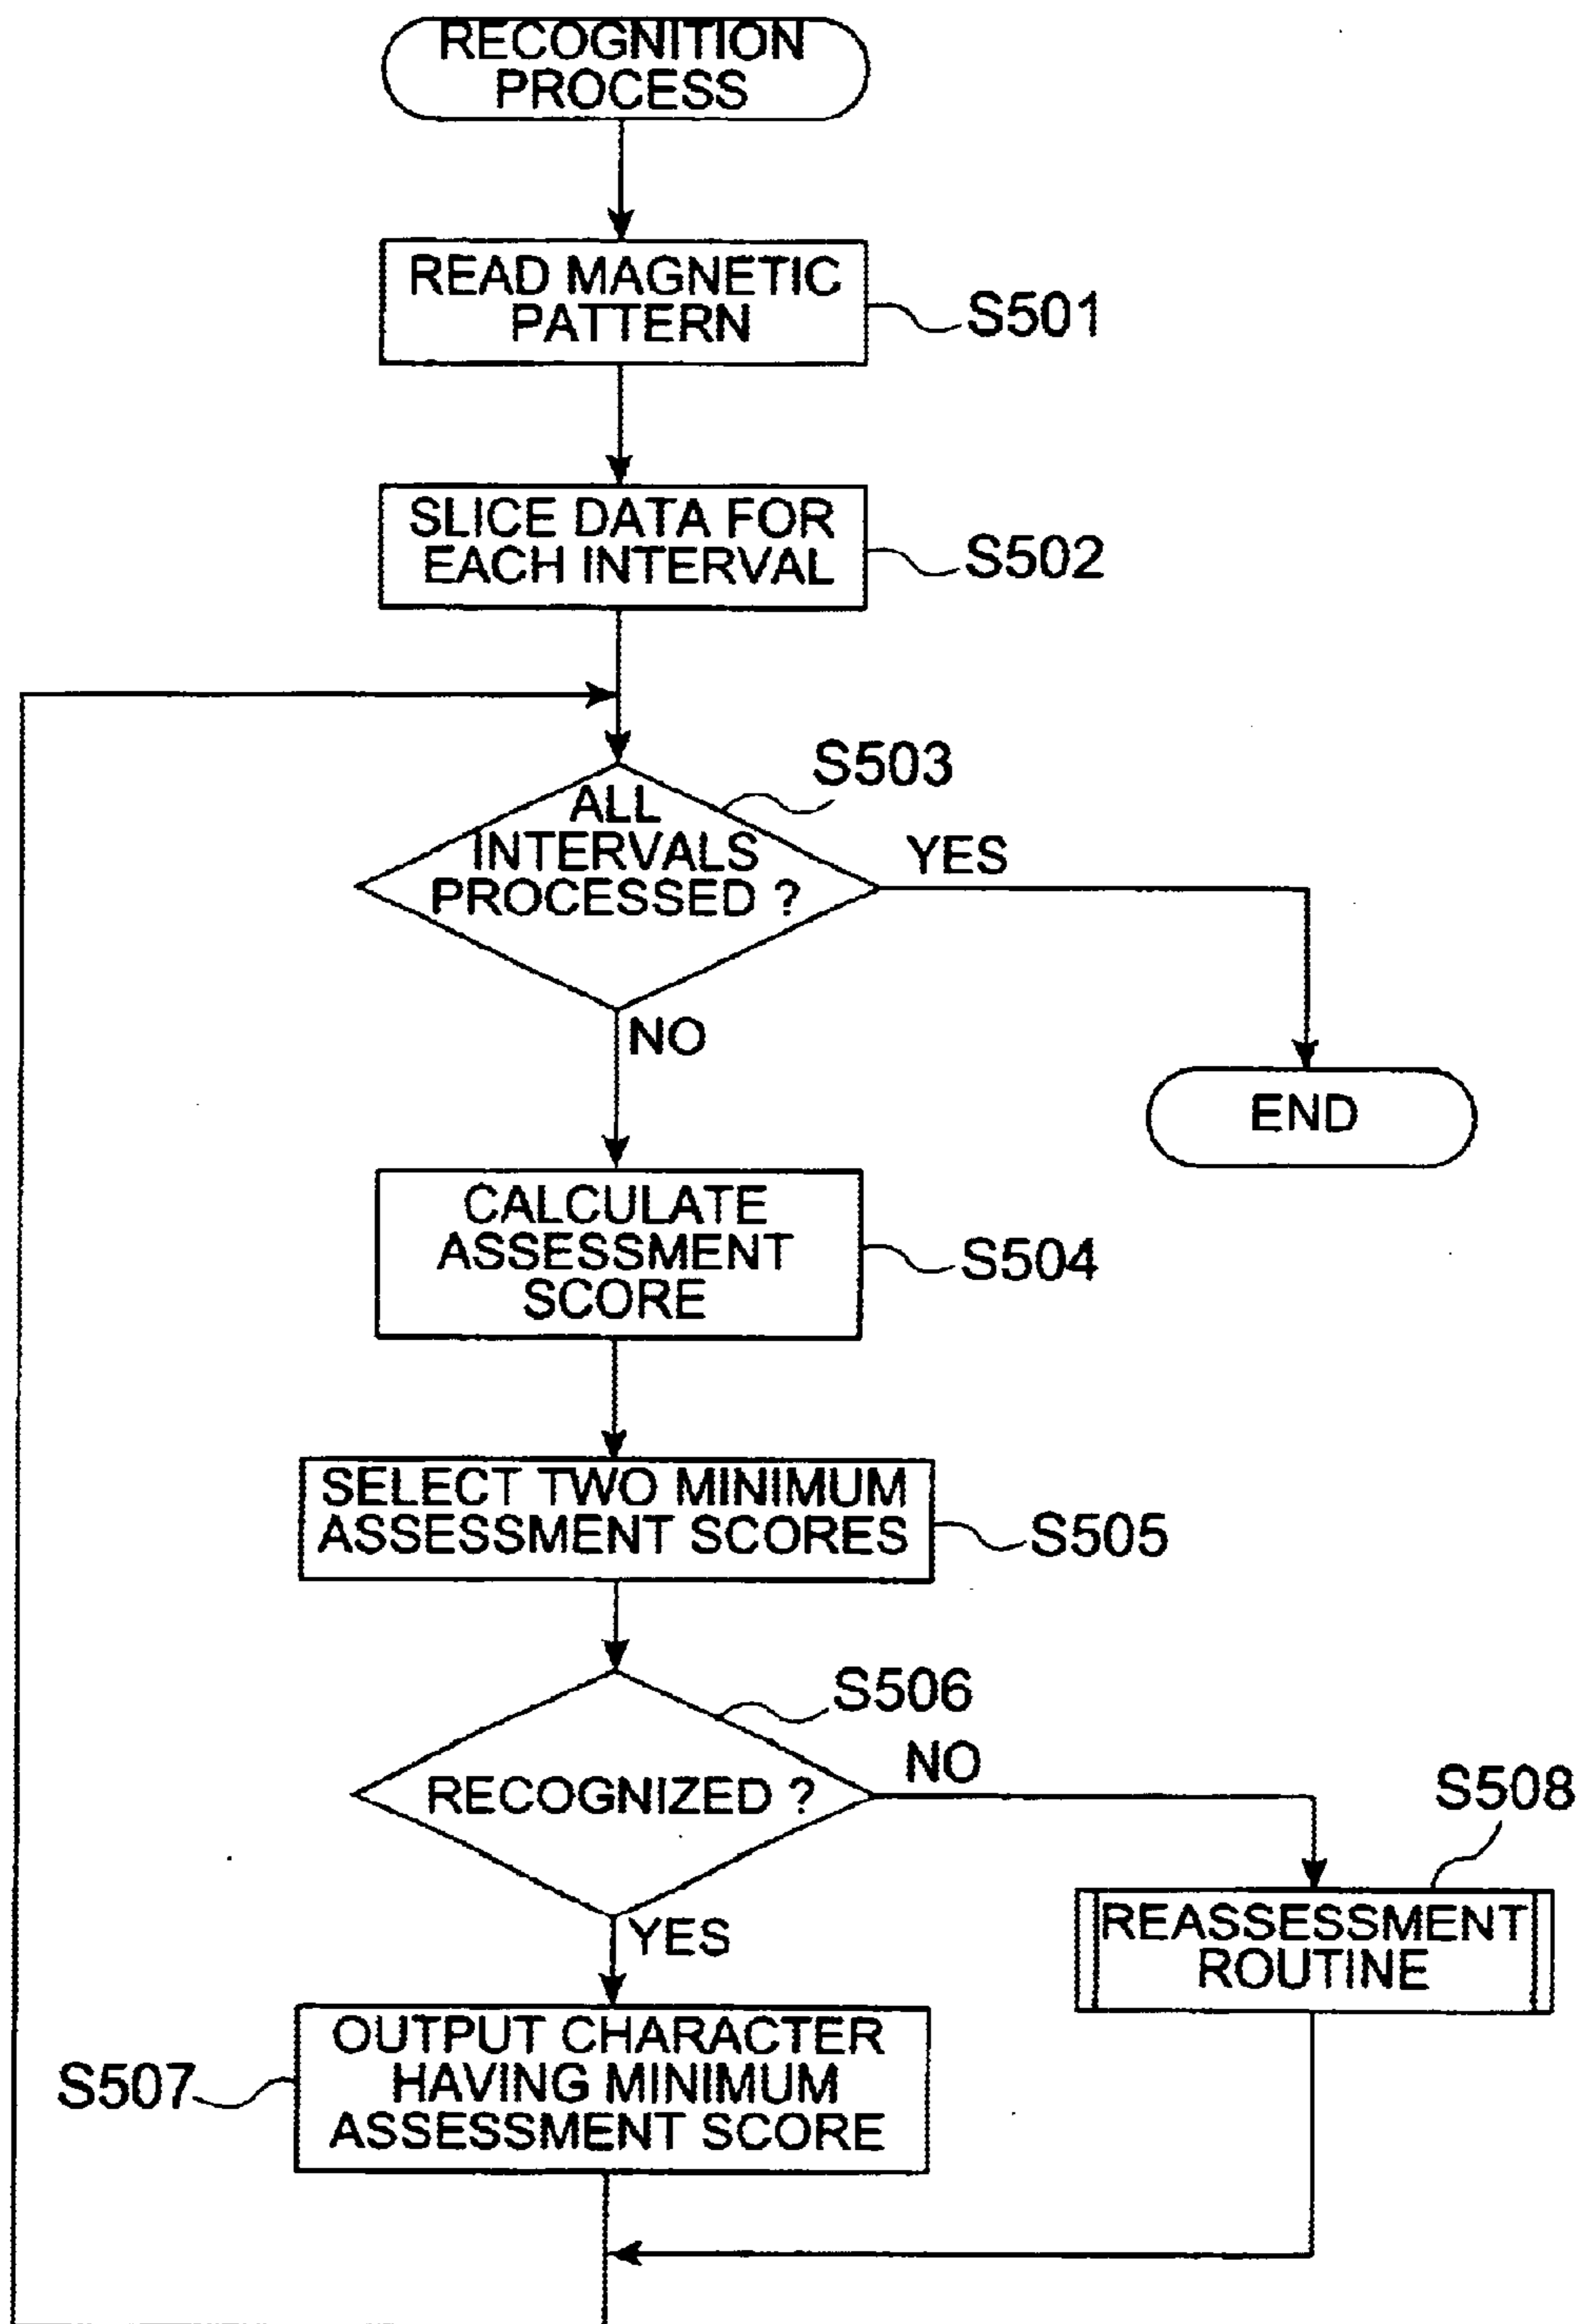 RECOGNITION
PROCESS
READ MAGNETIC
PATTERN
S501
SLICE DATA FOR
EACH INTERVAL
S502
S503
ALL
INTERVALS
PROCESSED ?
YES
NO
END
CALCULATE
ASSESSMENT
SCORE
S504
SELECT TWO MINIMUM
ASSESSMENT SCORES
S505
S506
RECOGNIZED ?
NO
S508
YES
REASSESSMENT
ROUTINE
OUTPUT CHARACTER
HAVING MINIMUM
ASSESSMENT SCORE
S507